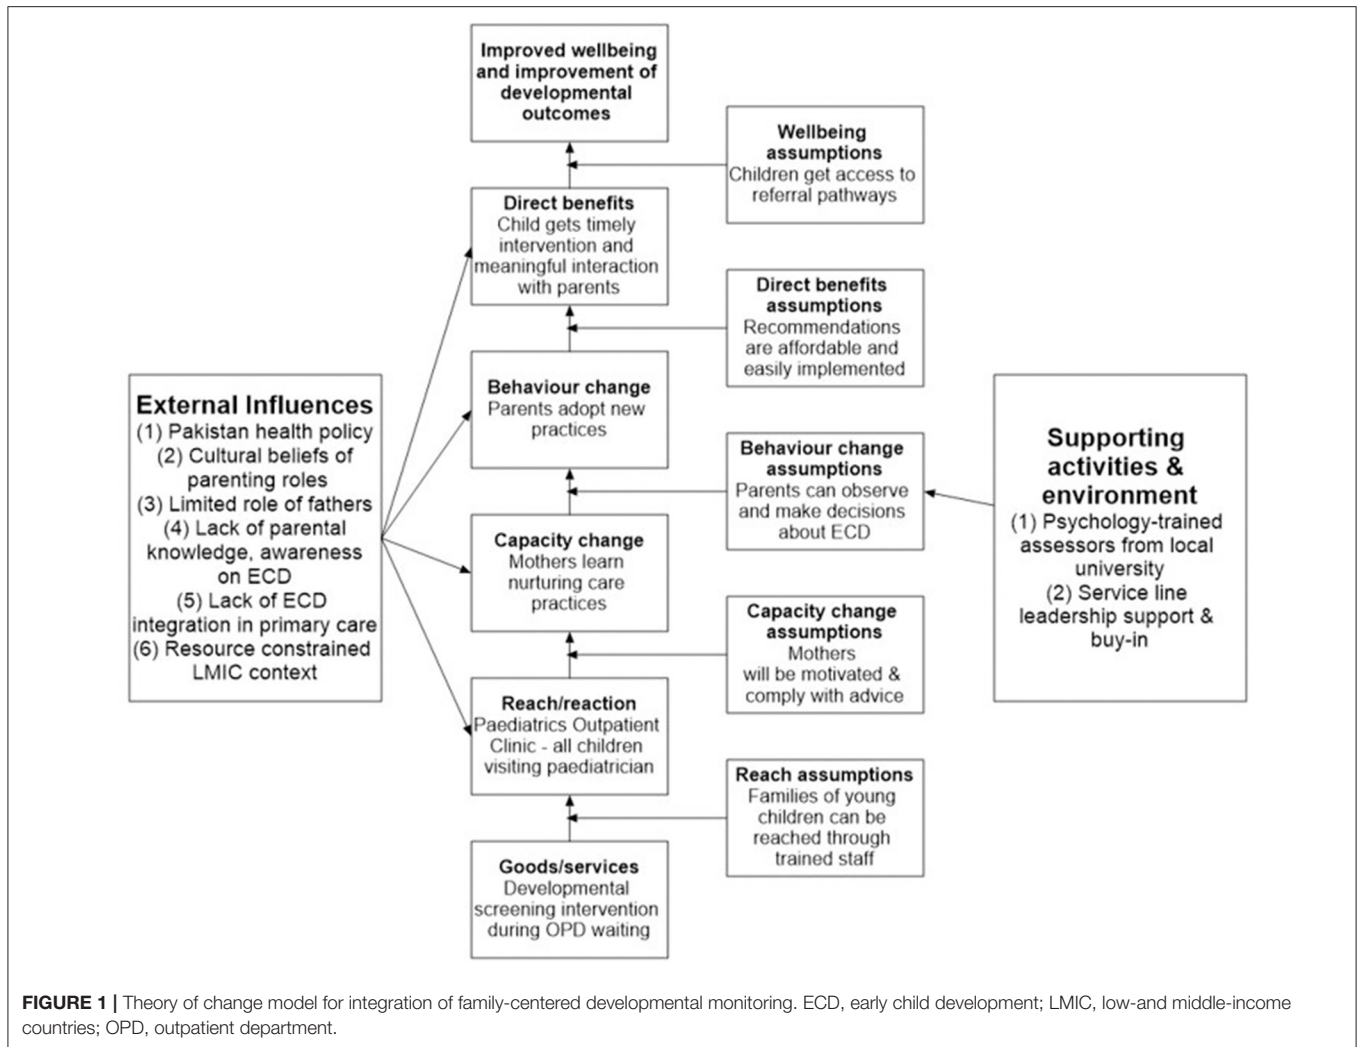 Improved wellbeing
and improvement of
developmental
outcomes
Wellbeing
assumptions
Children get access to
referral pathways
Direct benefits
Child gets timely
intervention and
meaningful interaction
with parents
Direct benefits
assumptions
Recommendations
are affordable and
easily implemented
Behaviour change
Parents adopt new
practices
External Influences
(1) Pakistan health policy
(2) Cultural beliefs of
parenting roles
(3) Limited role of fathers
(4) Lack of parental
knowledge, awareness
on ECD
(5) Lack of ECD
integration in primary care
(6) Resource constrained
LMIC context
Behaviour change
assumptions
Parents can observe
and make decisions
about ECD
Supporting
activities &
environment
(1) Psychology-trained
assessors from local
university
(2) Service line
leadership support &
buy-in
Capacity change
Mothers learn
nurturing care
practices
Capacity change
assumptions
Mothers
will be motivated &
comply with advice
Reach/reaction
Paediatrics Outpatient
Clinic - all children
visiting paediatrician
Reach assumptions
Families of young
children can be
reached through
trained staff
Goods/services
Developmental
screening intervention
during OPD waiting
FIGURE 1 | Theory of change model for integration of family-centered developmental monitoring. ECD, early child development; LMIC, low-and middle-income
countries; OPD, outpatient department.